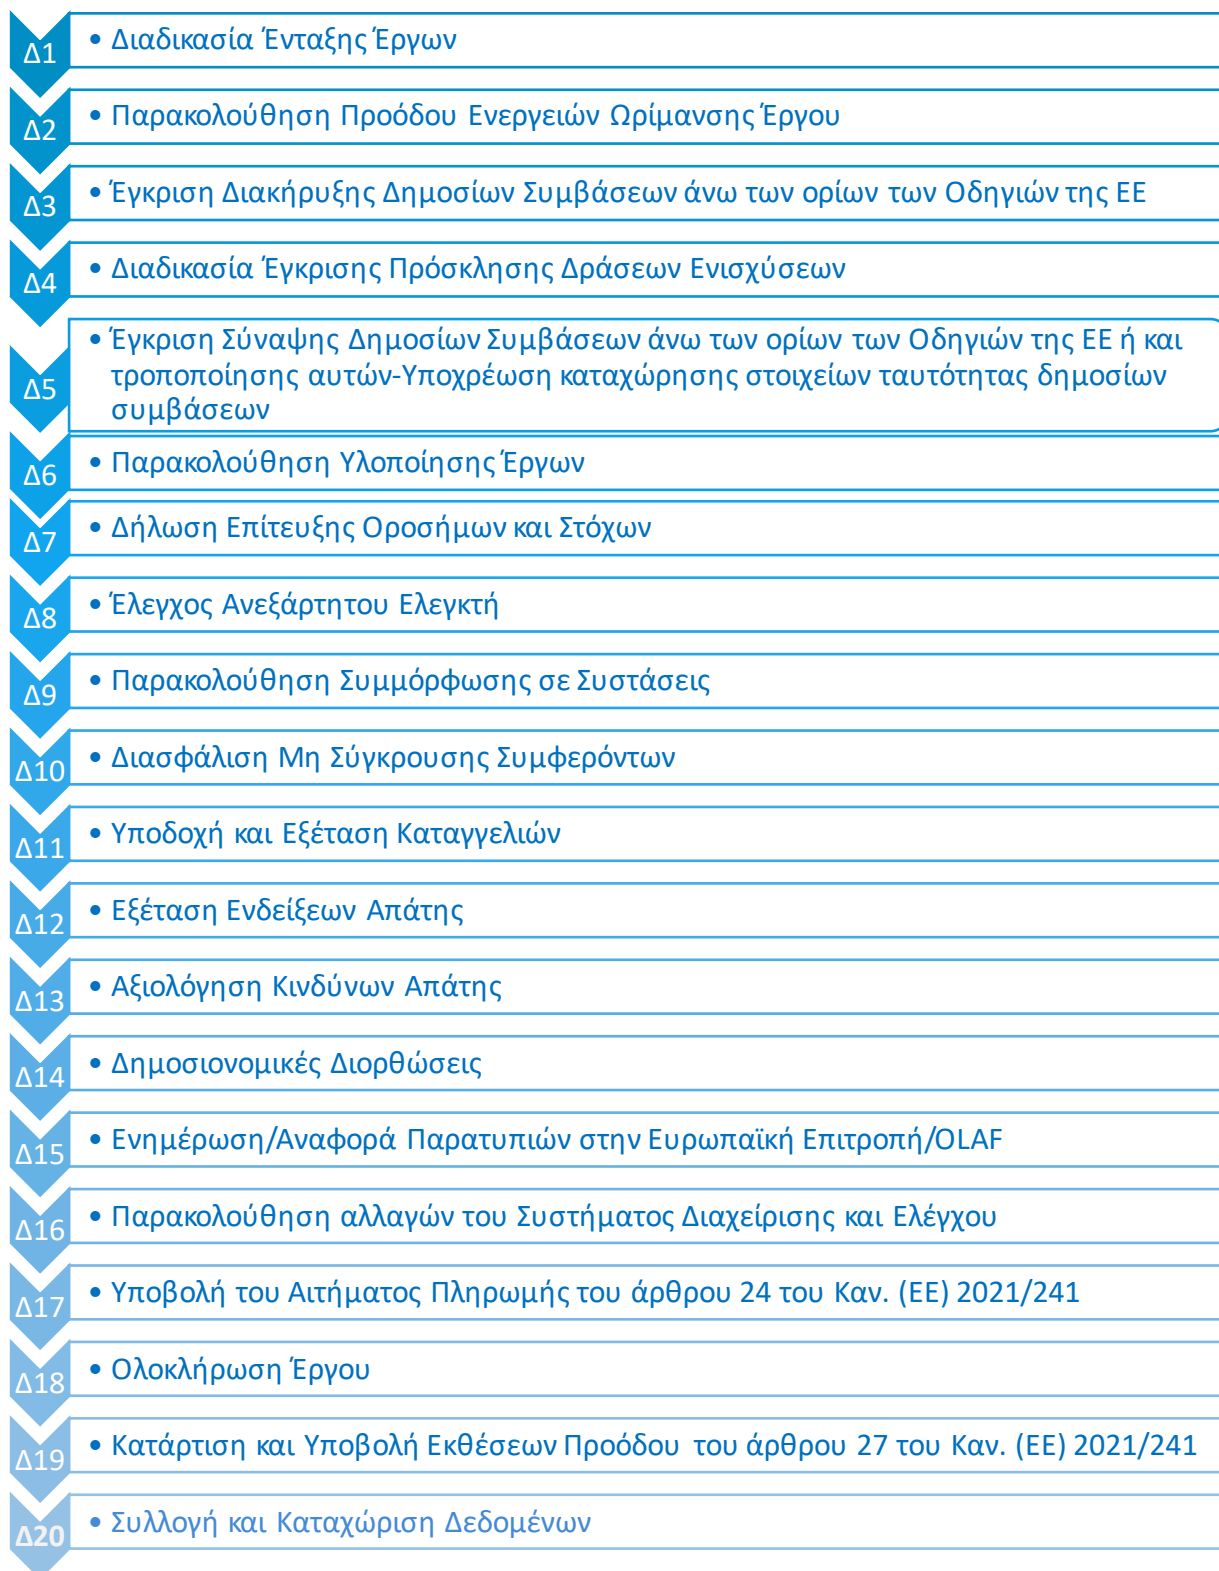 Δ1
• Διαδικασία Ένταξης Έργων
Δ2
• Παρακολούθηση Προόδου Ενεργειών Ωρίμανσης Έργου
Δ3
• Έγκριση Διακήρυξης Δημοσίων Συμβάσεων άνω των ορίων των Οδηγιών της ΕΕ
Δ4
• Διαδικασία Έγκρισης Πρόσκλησης Δράσεων Ενισχύσεων
Δ5
• Έγκριση Σύναψης Δημοσίων Συμβάσεων άνω των ορίων των Οδηγιών της ΕΕ ή και
τροποποίησης αυτών-Υποχρέωση καταχώρησης στοιχείων ταυτότητας δημοσίων
συμβάσεων
Δ6
• Παρακολούθηση Υλοποίησης Έργων
Δ7
• Δήλωση Επίτευξης Οροσήμων και Στόχων
Δ8
• Έλεγχος Ανεξάρτητου Ελεγκτή
Δ9
• Παρακολούθηση Συμμόρφωσης σε Συστάσεις
Δ10
• Διασφάλιση Μη Σύγκρουσης Συμφερόντων
Δ11
• Υποδοχή και Εξέταση Καταγγελιών
Δ12
• Εξέταση Ενδείξεων Απάτης
Δ13
• Αξιολόγηση Κινδύνων Απάτης
Δ14
• Δημοσιονομικές Διορθώσεις
Δ15
• Ενημέρωση/Αναφορά Παρατυπιών στην Ευρωπαϊκή Επιτροπή/OLAF
Δ16
• Παρακολούθηση αλλαγών του Συστήματος Διαχείρισης και Ελέγχου
Δ17
• Υποβολή του Αιτήματος Πληρωμής του άρθρου 24 του Καν. (ΕΕ) 2021/241
Δ18
• Ολοκλήρωση Έργου
Δ19
• Κατάρτιση και Υποβολή Εκθέσεων Προόδου του άρθρου 27 του Καν. (ΕΕ) 2021/241
Δ20
• Συλλογή και Καταχώριση Δεδομένων